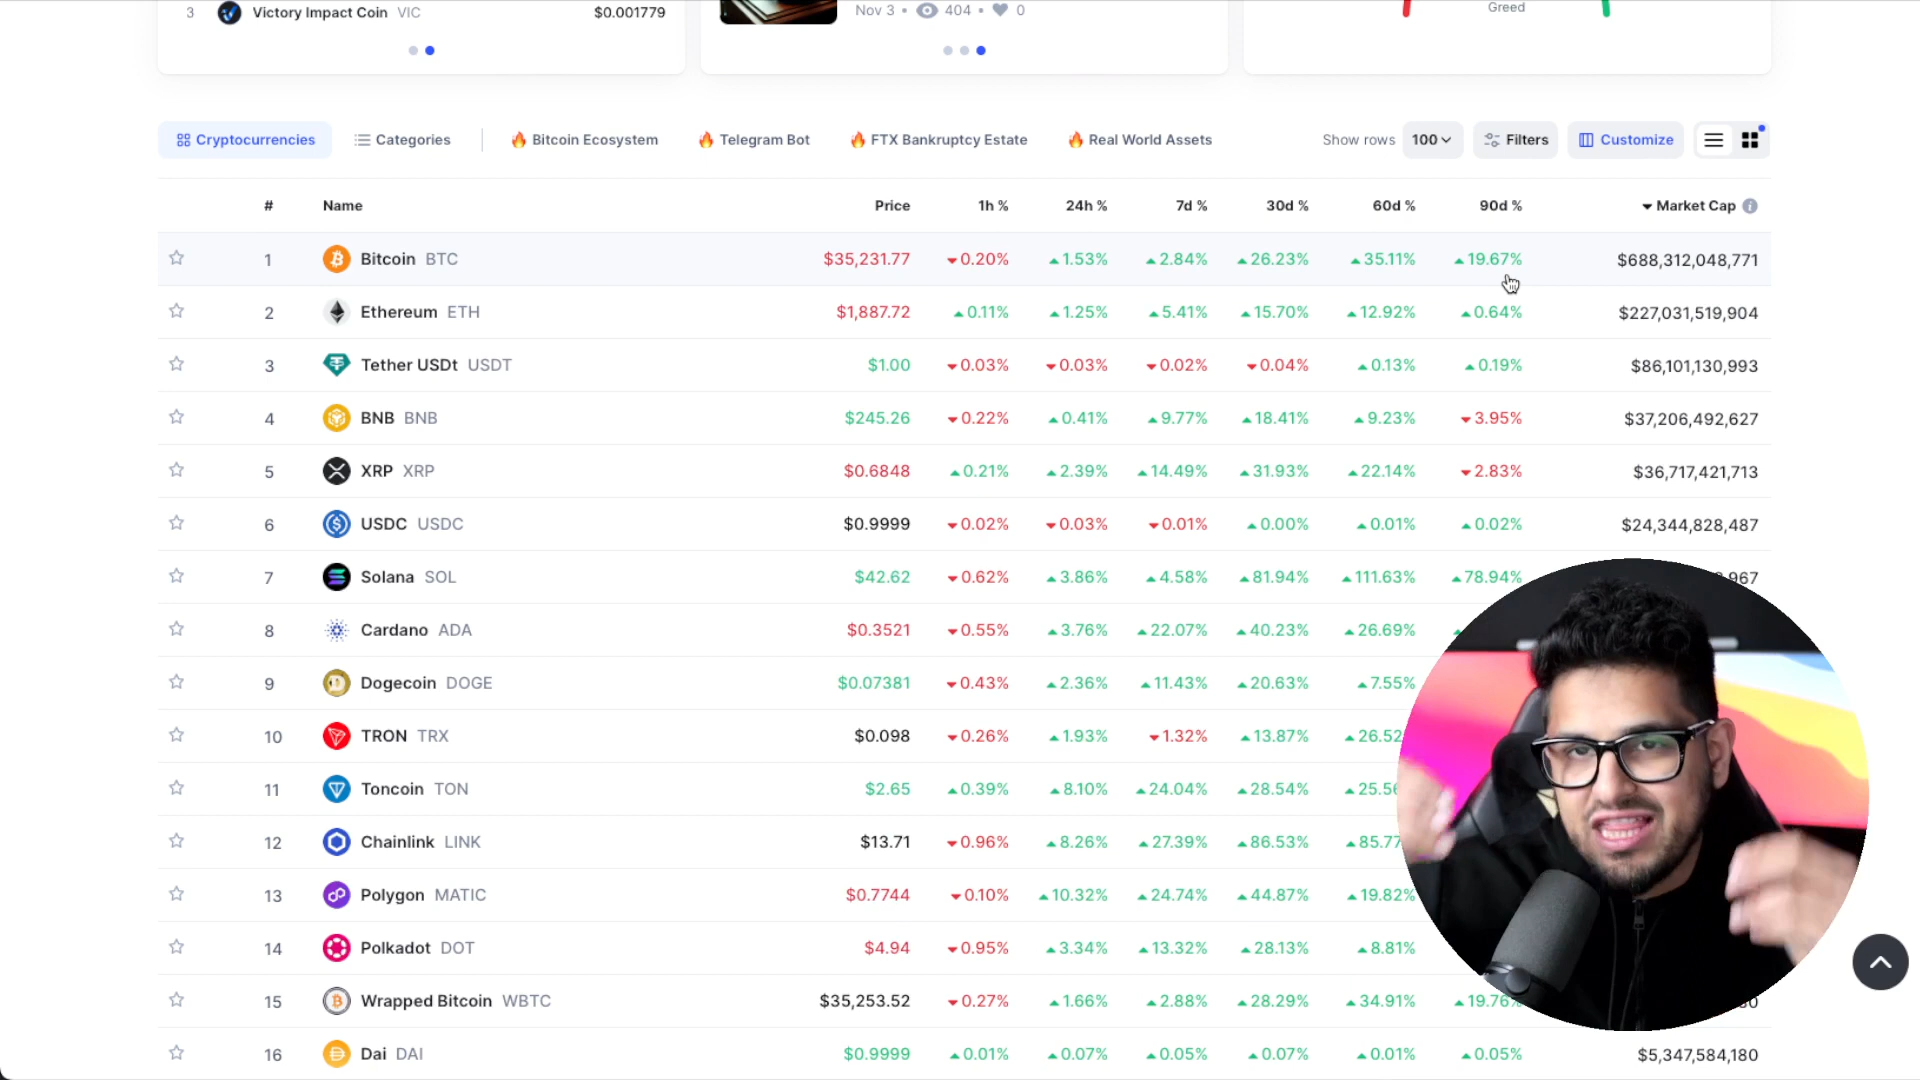 3 Victory Impact Coin VIC $0.001779
Nov 3 • 404 • 0
Greed
Cryptocurrencies Categories Bitcoin Ecosystem Telegram Bot FTX Bankruptcy Estate Real World Assets Show rows 100 Filters Customize
# Name Price 1h % 24h % 7d % 30d % 60d % 90d % Market Cap
1 Bitcoin BTC $35,231.77 0.20% 1.53% 2.84% 26.23% 35.11% 19.67% $688,312,048,771
2 Ethereum ETH $1,887.72 0.11% 1.25% 5.41% 15.70% 12.92% 0.64% $227,031,519,904
3 Tether USDt USDT $1.00 0.03% 0.03% 0.02% 0.04% 0.13% 0.19% $86,101,130,993
4 BNB BNB $245.26 0.22% 0.41% 9.77% 18.41% 9.23% 3.95% $37,206,492,627
5 XRP XRP $0.6848 0.21% 2.39% 14.49% 31.93% 22.14% 2.83% $36,717,421,713
6 USDC USDC $0.9999 0.02% 0.03% 0.01% 0.00% 0.01% 0.02% $24,344,828,487
7 Solana SOL $42.62 0.62% 3.86% 4.58% 81.94% 111.63% 78.94% 967
8 Cardano ADA $0.3521 0.55% 3.76% 22.07% 40.23% 26.69%
9 Dogecoin DOGE $0.07381 0.43% 2.36% 11.43% 20.63% 7.55%
10 TRON TRX $0.098 0.26% 1.93% 1.32% 13.87% 26.52
11 Toncoin TON $2.65 0.39% 8.10% 24.04% 28.54% 25.56
12 Chainlink LINK $13.71 0.96% 8.26% 27.39% 86.53% 85.77
13 Polygon MATIC $0.7744 0.10% 10.32% 24.74% 44.87% 19.82%
14 Polkadot DOT $4.94 0.95% 3.34% 13.32% 28.13% 8.81%
15 Wrapped Bitcoin WBTC $35,253.52 0.27% 1.66% 2.88% 28.29% 34.91% 19.76%
16 Dai DAI $0.9999 0.01% 0.07% 0.05% 0.07% 0.01% 0.05% $5,347,584,180